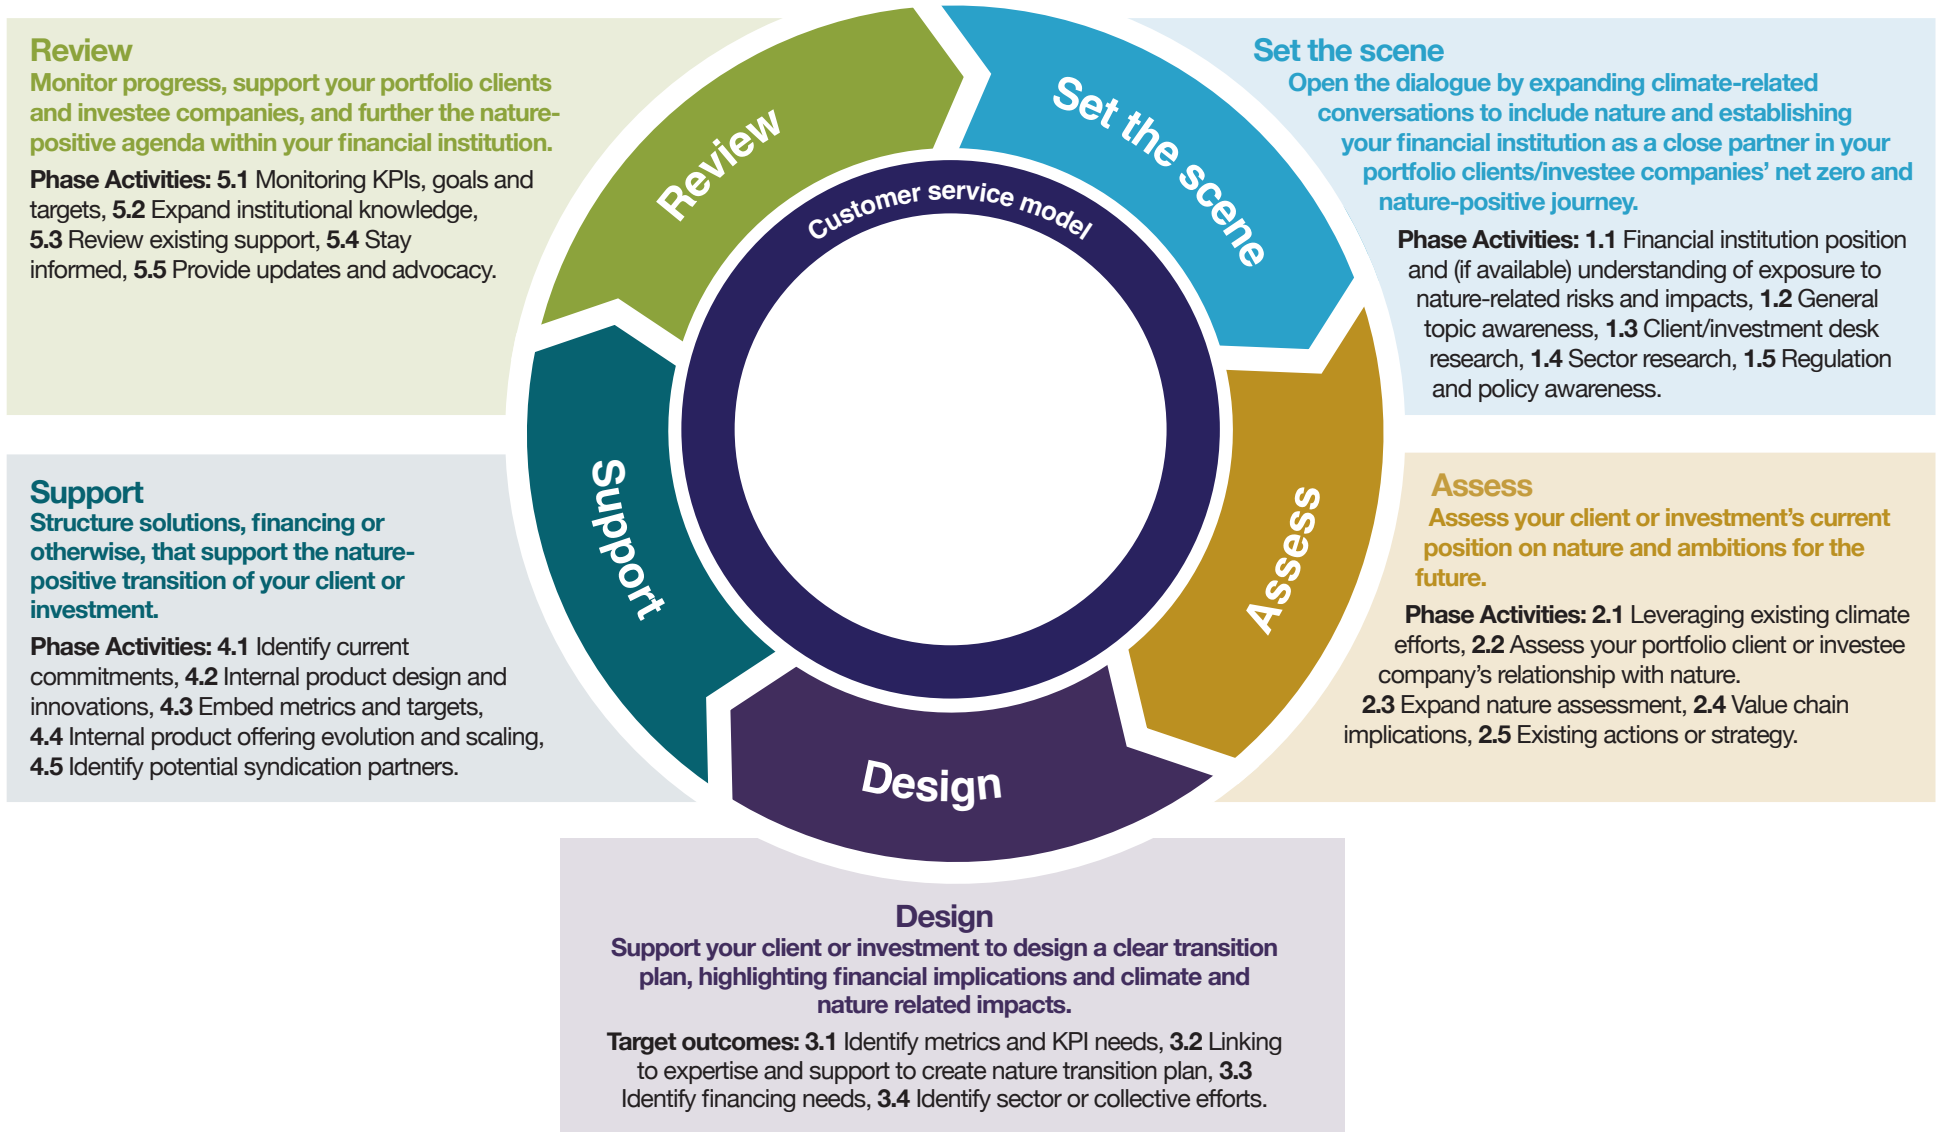 Review
Monitor progress, support your portfolio clients
and investee companies, and further the nature-
positive agenda within your financial institution.
Phase Activities: 5.1 Monitoring KPIs, goals and
targets, 5.2 Expand institutional knowledge,
5.3 Review existing support, 5.4 Stay
informed, 5.5 Provide updates and advocacy.
Set the scene
Open the dialogue by expanding climate-related
conversations to include nature and establishing
your financial institution as a close partner in your
portfolio clients/investee companies’ net zero and
nature-positive journey.
Phase Activities: 1.1 Financial institution position
and (if available) understanding of exposure to
nature-related risks and impacts, 1.2 General
topic awareness, 1.3 Client/investment desk
research, 1.4 Sector research, 1.5 Regulation
and policy awareness.
Review
Set the scene
Customer service model
Support
Assess
Design
Support
Structure solutions, financing or
otherwise, that support the nature-
positive transition of your client or
investment.
Phase Activities: 4.1 Identify current
commitments, 4.2 Internal product design and
innovations, 4.3 Embed metrics and targets,
4.4 Internal product offering evolution and scaling,
4.5 Identify potential syndication partners.
Assess
Assess your client or investment’s current
position on nature and ambitions for the
future.
Phase Activities: 2.1 Leveraging existing climate
efforts, 2.2 Assess your portfolio client or investee
company’s relationship with nature.
2.3 Expand nature assessment, 2.4 Value chain
implications, 2.5 Existing actions or strategy.
Design
Support your client or investment to design a clear transition
plan, highlighting financial implications and climate and
nature related impacts.
Target outcomes: 3.1 Identify metrics and KPI needs, 3.2 Linking
to expertise and support to create nature transition plan, 3.3
Identify financing needs, 3.4 Identify sector or collective efforts.